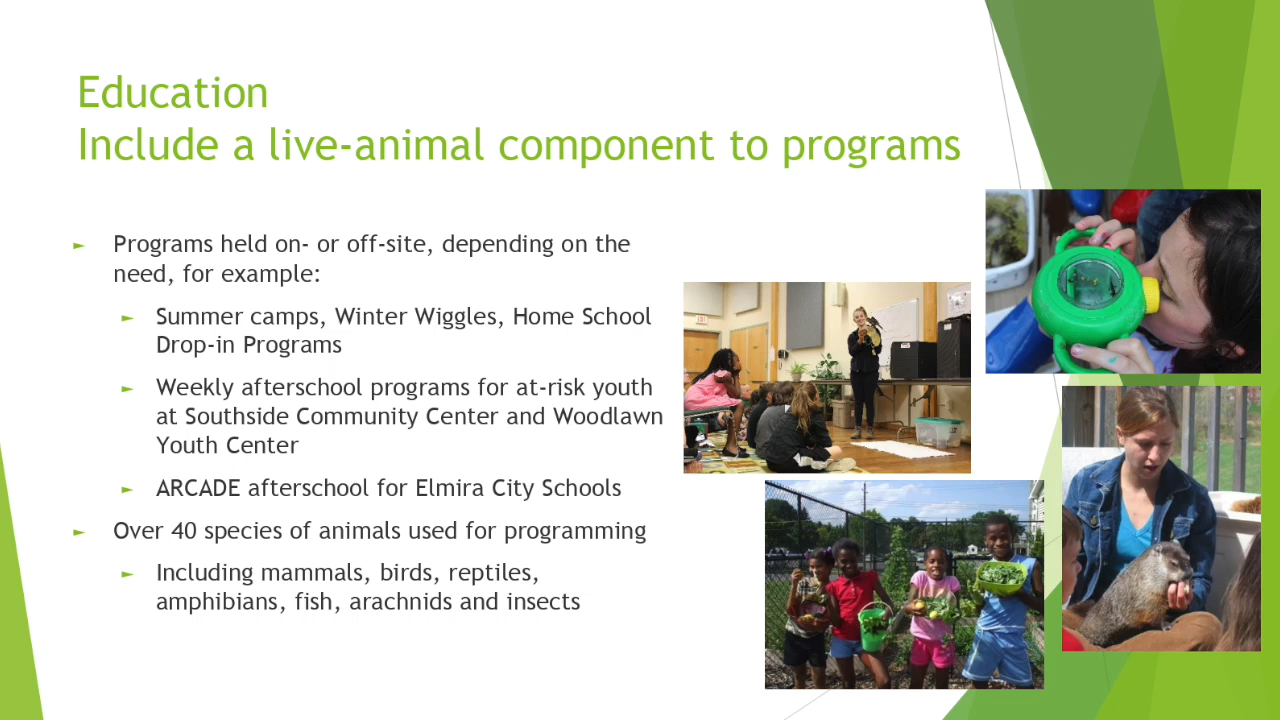 Education
Include a live-animal component to programs
► Programs held on- or off-site, depending on the
need, for example:
► Summer camps, Winter Wiggles, Home School
Drop-in Programs
► Weekly afterschool programs for at-risk youth
at Southside Community Center and Woodlawn
Youth Center
► ARCADE afterschool for Elmira City Schools
► Over 40 species of animals used for programming
► Including mammals, birds, reptiles,
amphibians, fish, arachnids and insects
EXIT